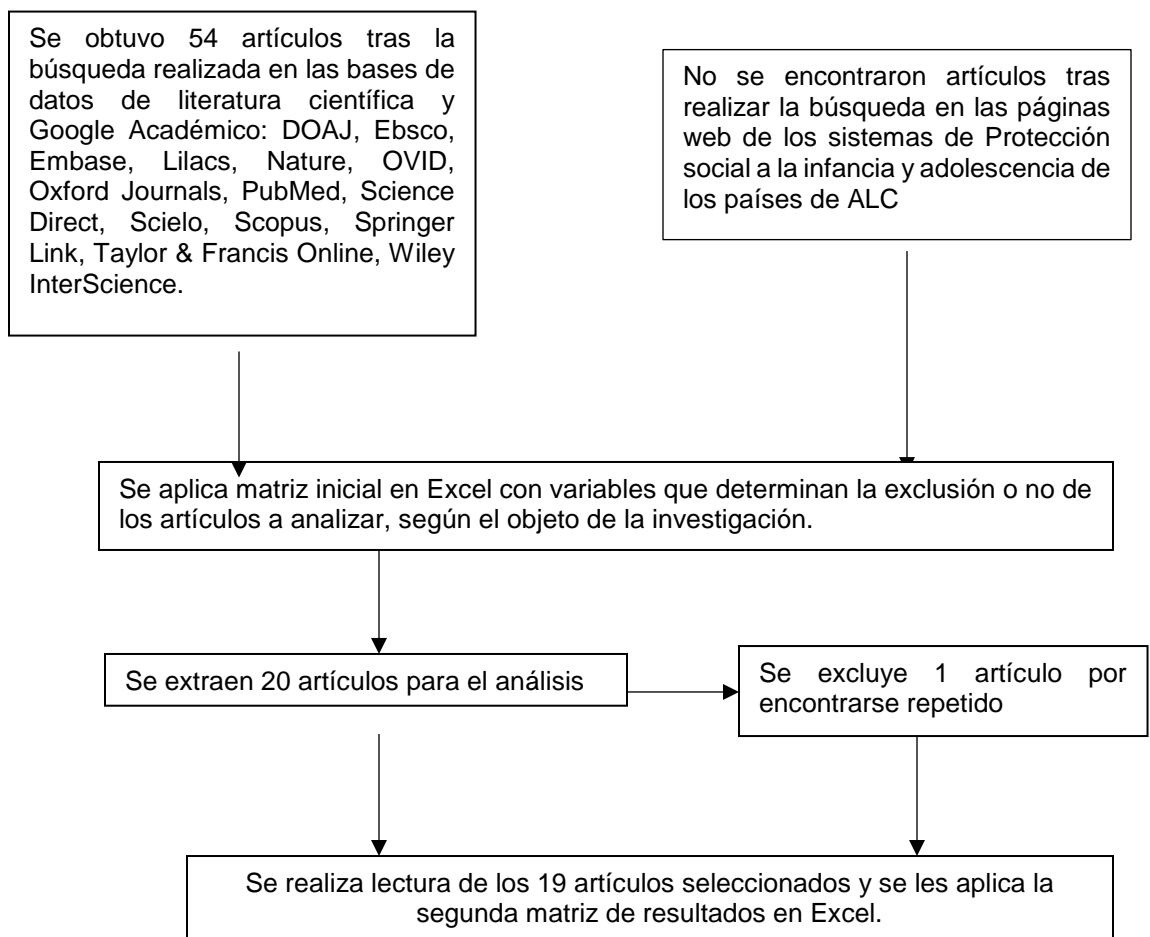 Se obtuvo 54 artículos tras la
búsqueda realizada en las bases de
datos de literatura científica y
Google Académico: DOAJ, Ebsco,
Embase, Lilacs, Nature, OVID,
Oxford Journals, PubMed, Science
Direct, Scielo, Scopus, Springer
Link, Taylor & Francis Online, Wiley
InterScience.
No se encontraron artículos tras
realizar la búsqueda en las páginas
web de los sistemas de Protección
social a la infancia y adolescencia de
los países de ALC
Se aplica matriz inicial en Excel con variables que determinan la exclusión o no de
los artículos a analizar, según el objeto de la investigación.
Se extraen 20 artículos para el análisis
Se excluye 1 artículo por
encontrarse repetido
Se realiza lectura de los 19 artículos seleccionados y se les aplica la
segunda matriz de resultados en Excel.